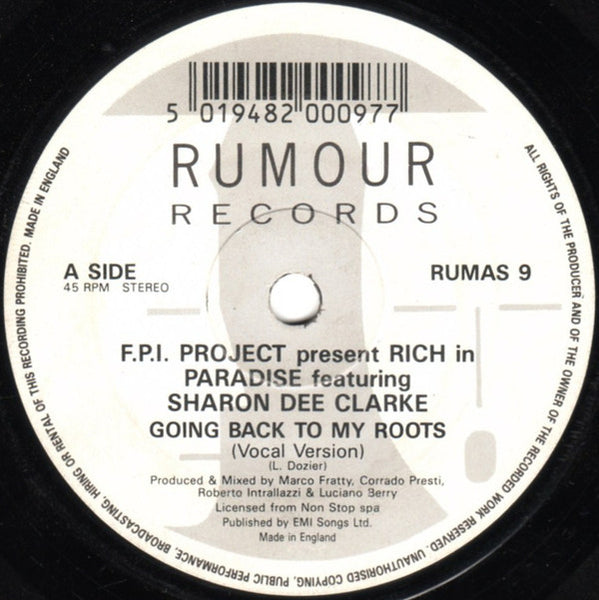 5 019482 000977
RUMOUR
RECORDS
A SIDE
45 RPM STEREO
RUMAS 9
F.P.I. PROJECT present RICH in
PARADISE featuring
SHARON DEE CLARKE
GOING BACK TO MY ROOTS
(Vocal Version)
(L. Dozier)
Produced & Mixed by Marco Fratty, Corrado Presti,
Roberto Intrallazzi & Luciano Berry
Licensed from Non Stop spa
Published by EMI Songs Ltd.
Made in England
ALL RIGHTS OF THE PRODUCER AND OF THE OWNER OF THE RECORDED WORK RESERVED. UNAUTHORISED COPYING, PUBLIC PERFORMANCE, BROADCASTING, HIRING OR RENTAL OF THIS RECORDING PROHIBITED. MADE IN ENGLAND